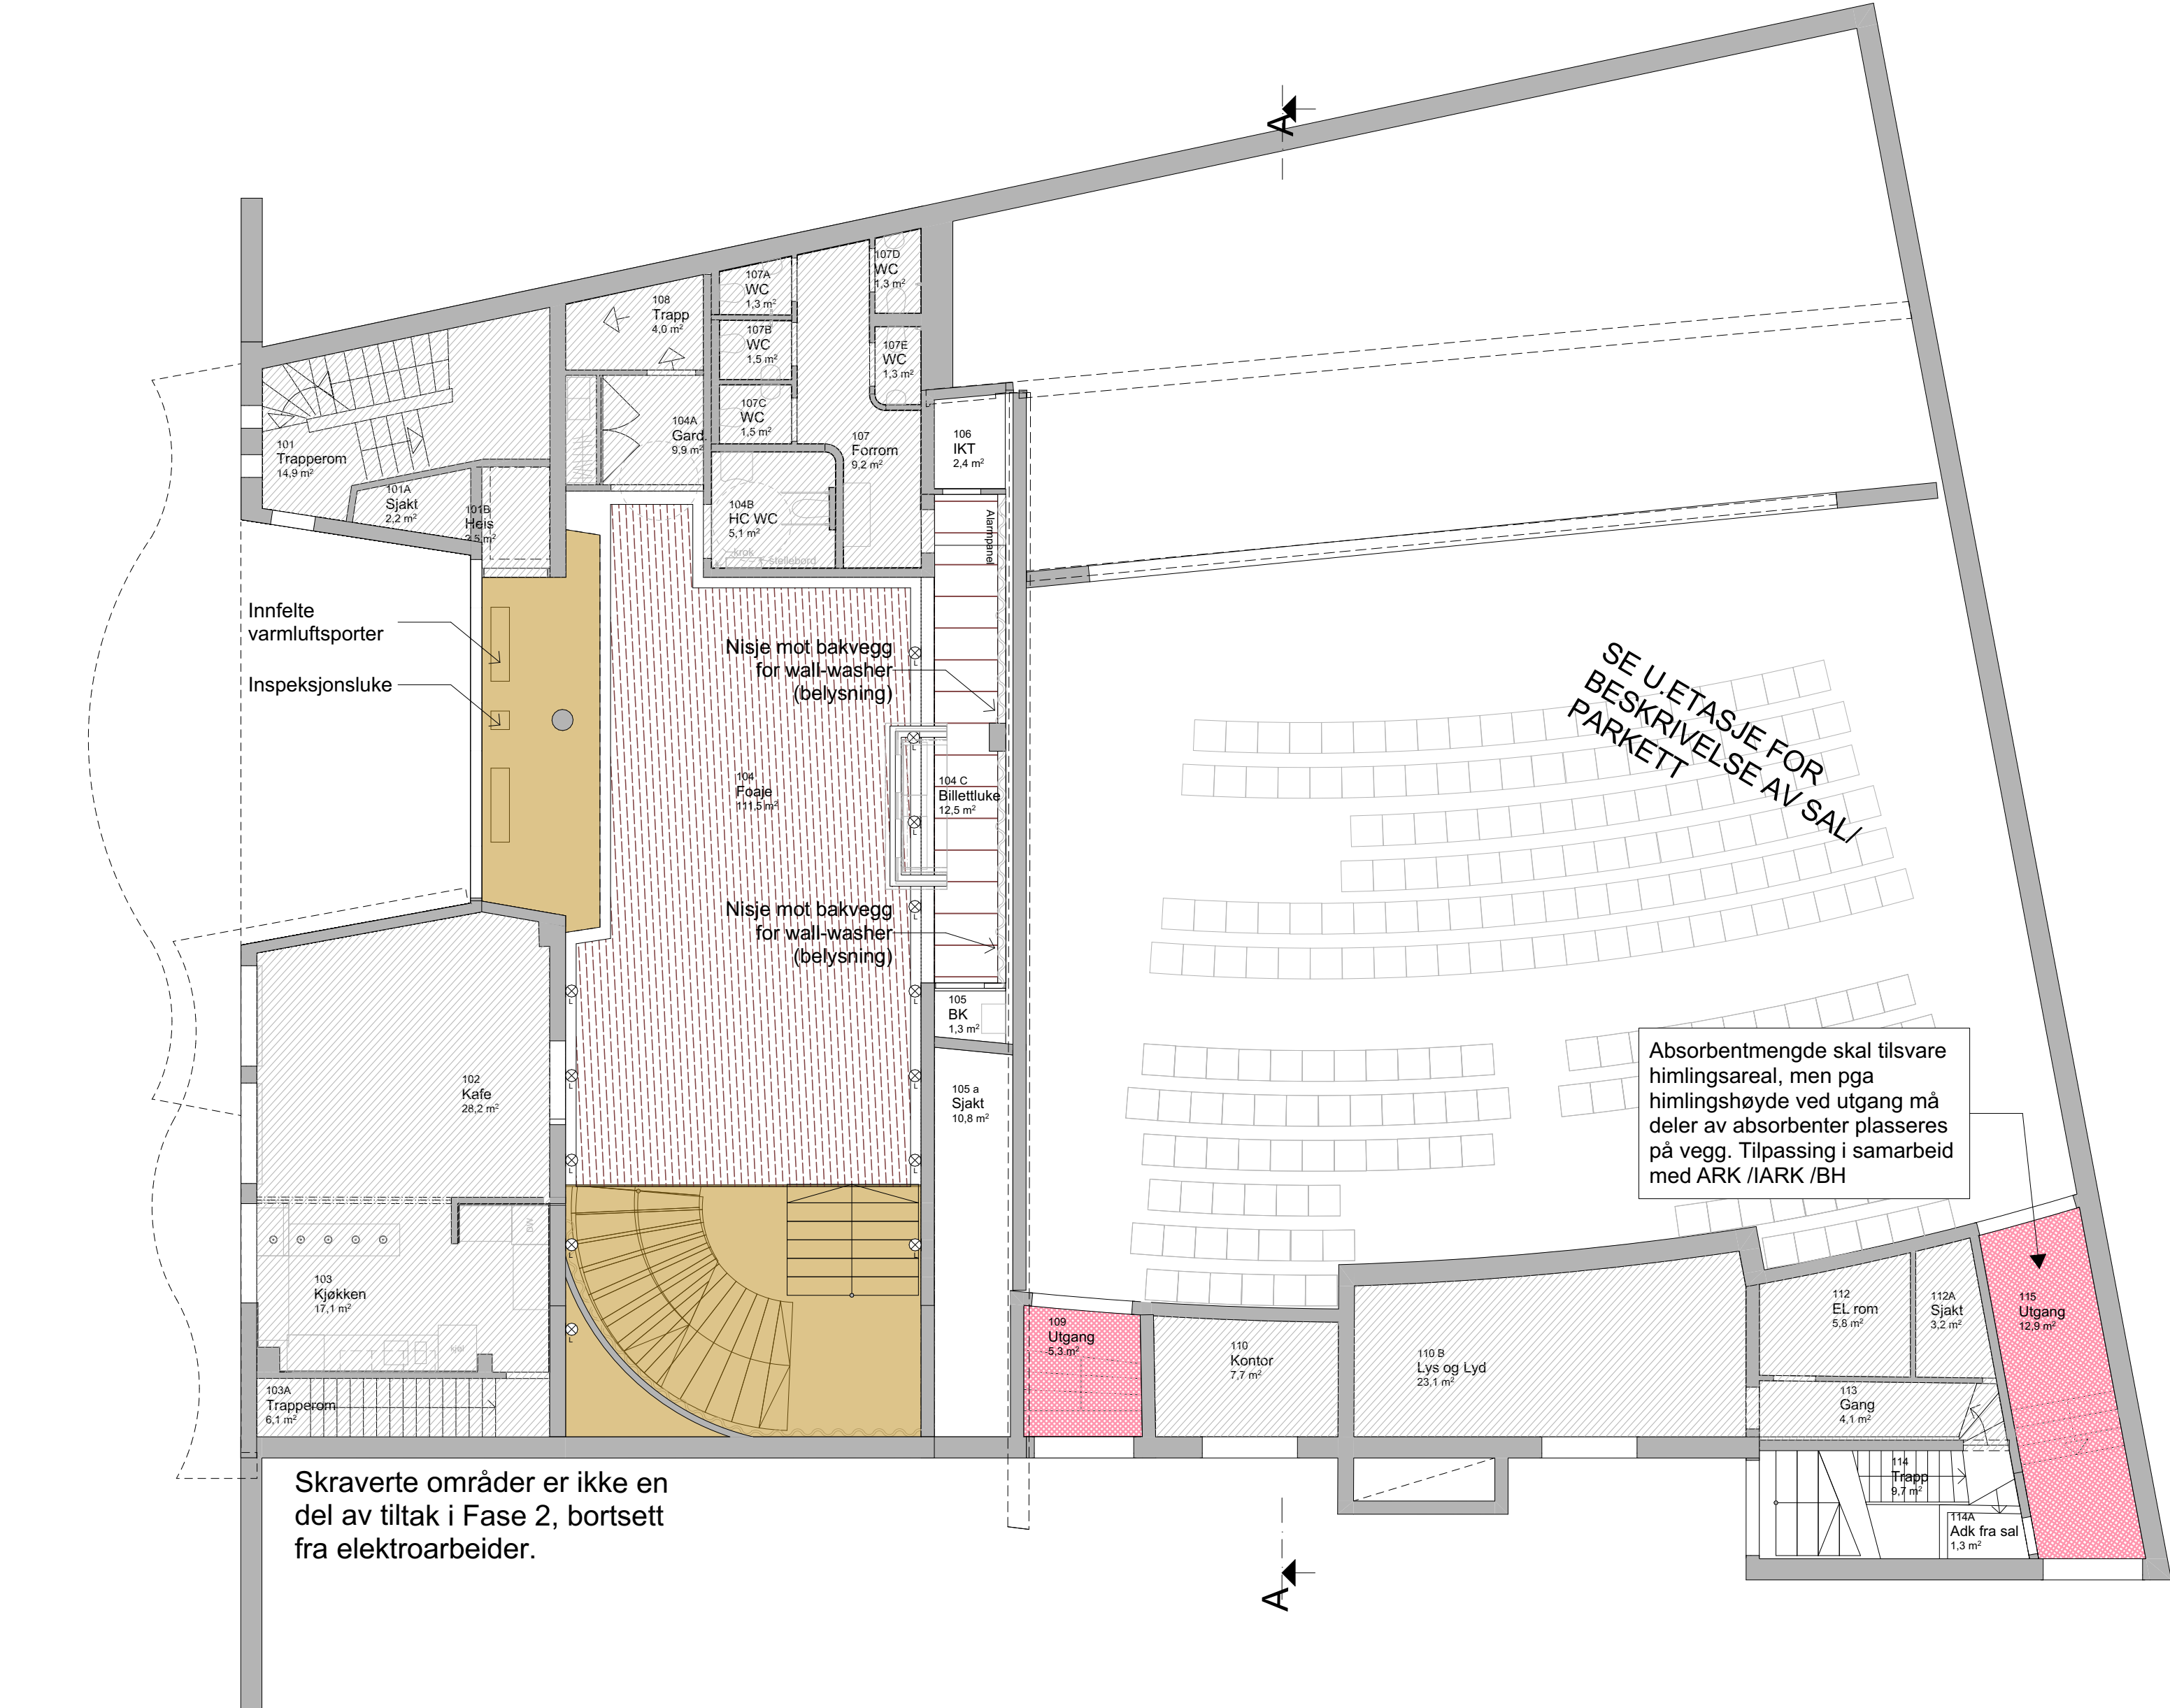 A
107D
WC
1,3 m²
107A
WC
1,3 m²
108
Trapp
4,0 m²
107B
WC
1,5 m²
107E
WC
1,3 m²
107C
WC
1,5 m²
104A
Gard.
9,9 m²
107
Forrom
9,2 m²
106
IKT
2,4 m²
101
Trapperom
14,9 m²
101A
Sjakt
2,2 m²
101B
Heis
2,5 m²
104B
HC WC
5,1 m²
krok
stellebord
Alarmpanel
Innfelte
varmluftsporter
Inspeksjonsluke
Nisje mot bakvegg
for wall-washer
(belysning)
SE U.ETASJE FOR
BESKRIVELSE AV SAL/
PARKETT
104
Foaje
111,5 m²
104 C
Billettluke
12,5 m²
Nisje mot bakvegg
for wall-washer
(belysning)
L
L
L
L
L
L
L
L
L
L
L
L
L
105
BK
1,3 m²
105 a
Sjakt
10,8 m²
102
Kafe
28,2 m²
Absorbentmengde skal tilsvare
himlingsareal, men pga
himlingshøyde ved utgang må
deler av absorbenter plasseres
på vegg. Tilpassing i samarbeid
med ARK /IARK /BH
DW
103
Kjøkken
17,1 m²
kjøl
103A
Trapperom
6,1 m²
109
Utgang
5,3 m²
110
Kontor
7,7 m²
110 B
Lys og Lyd
23,1 m²
112
EL rom
5,8 m²
112A
Sjakt
3,2 m²
115
Utgang
12,9 m²
113
Gang
4,1 m²
114
Trapp
9,7 m²
114A
Adk fra sal
1,3 m²
Skraverte områder er ikke en
del av tiltak i Fase 2, bortsett
fra elektroarbeider.
A